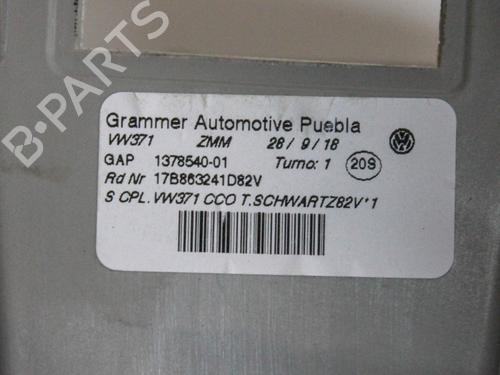 B-PARTS
Grammer Automotive Puebla
VW371 ZMM 28/9/18
GAP 1378540-01 Turno: 1 20S
Rd Nr 17B863241D82V
S CPL.VW371 CCO T.SCHWARTZ82V*1